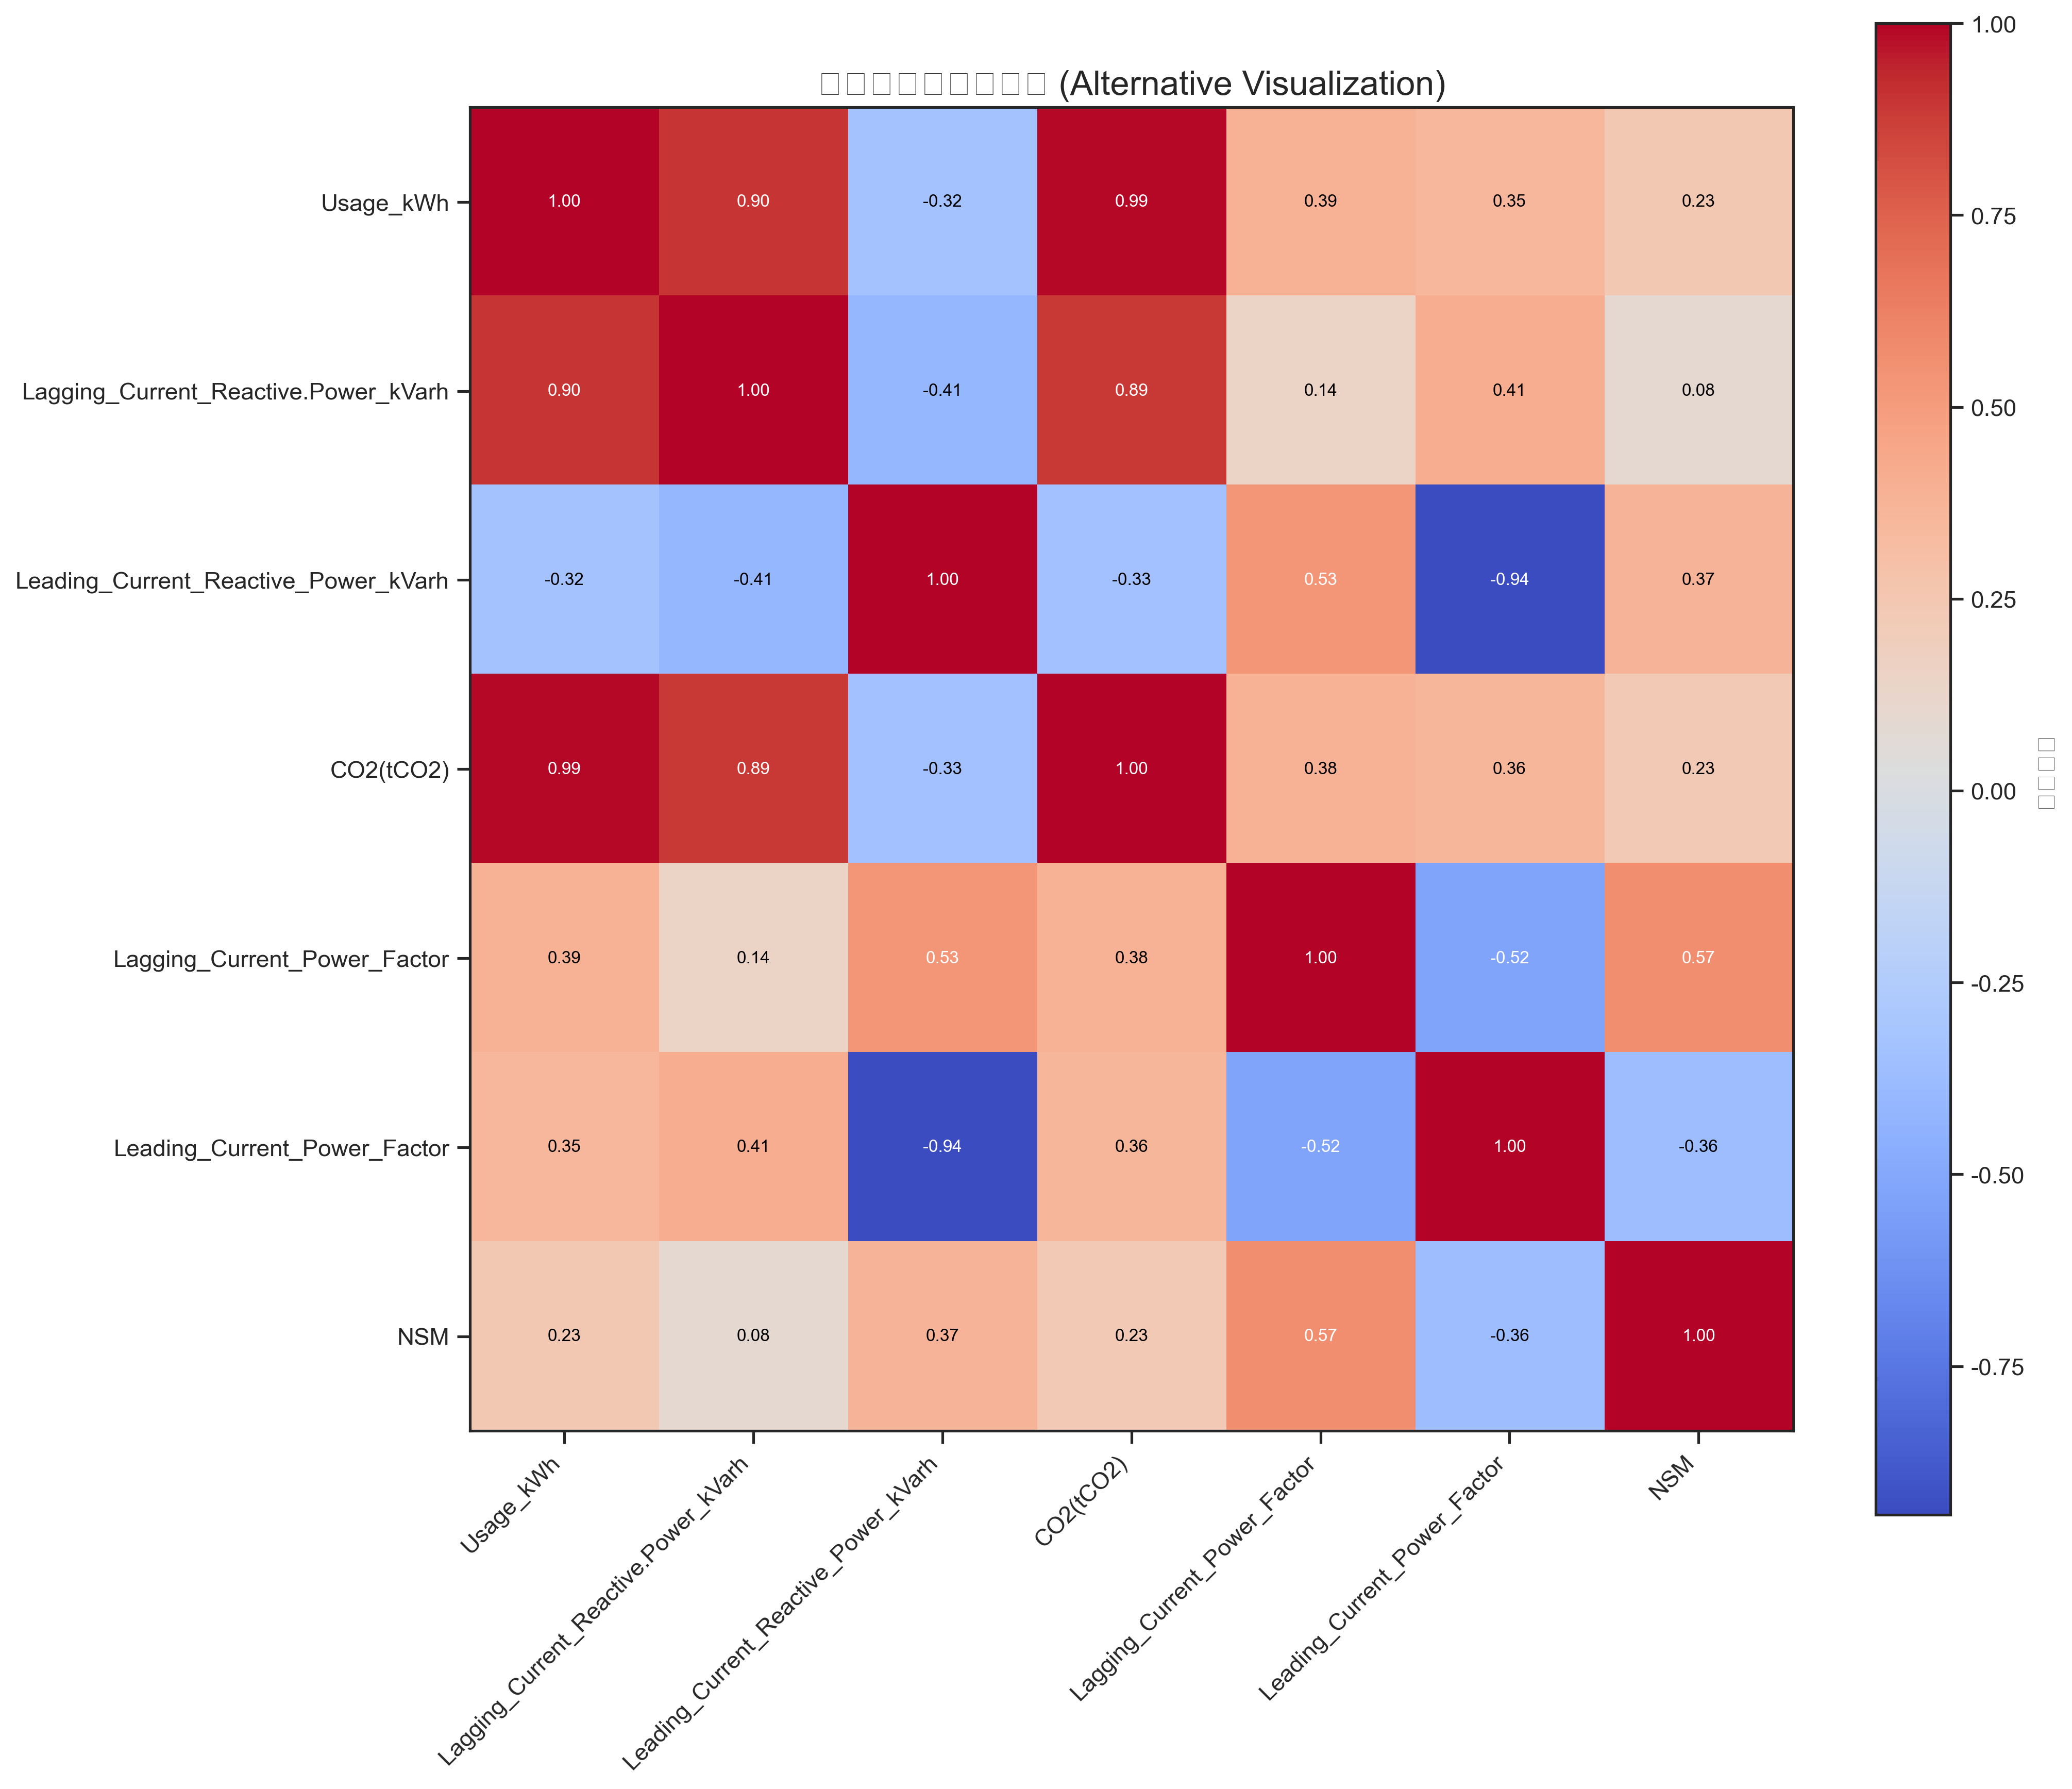 (Alternative Visualization)
Usage_kWh 1.00 0.90 -0.32 0.99 0.39 0.35 0.23
Lagging_Current_Reactive.Power_kVarh 0.90 1.00 -0.41 0.89 0.14 0.41 0.08
Leading_Current_Reactive_Power_kVarh -0.32 -0.41 1.00 -0.33 0.53 -0.94 0.37
CO2(tCO2) 0.99 0.89 -0.33 1.00 0.38 0.36 0.23
Lagging_Current_Power_Factor 0.39 0.14 0.53 0.38 1.00 -0.52 0.57
Leading_Current_Power_Factor 0.35 0.41 -0.94 0.36 -0.52 1.00 -0.36
NSM 0.23 0.08 0.37 0.23 0.57 -0.36 1.00
Usage_kWh
Lagging_Current_Reactive.Power_kVarh
Leading_Current_Reactive_Power_kVarh
CO2(tCO2)
Lagging_Current_Power_Factor
Leading_Current_Power_Factor
NSM
1.00
0.75
0.50
0.25
0.00
-0.25
-0.50
-0.75